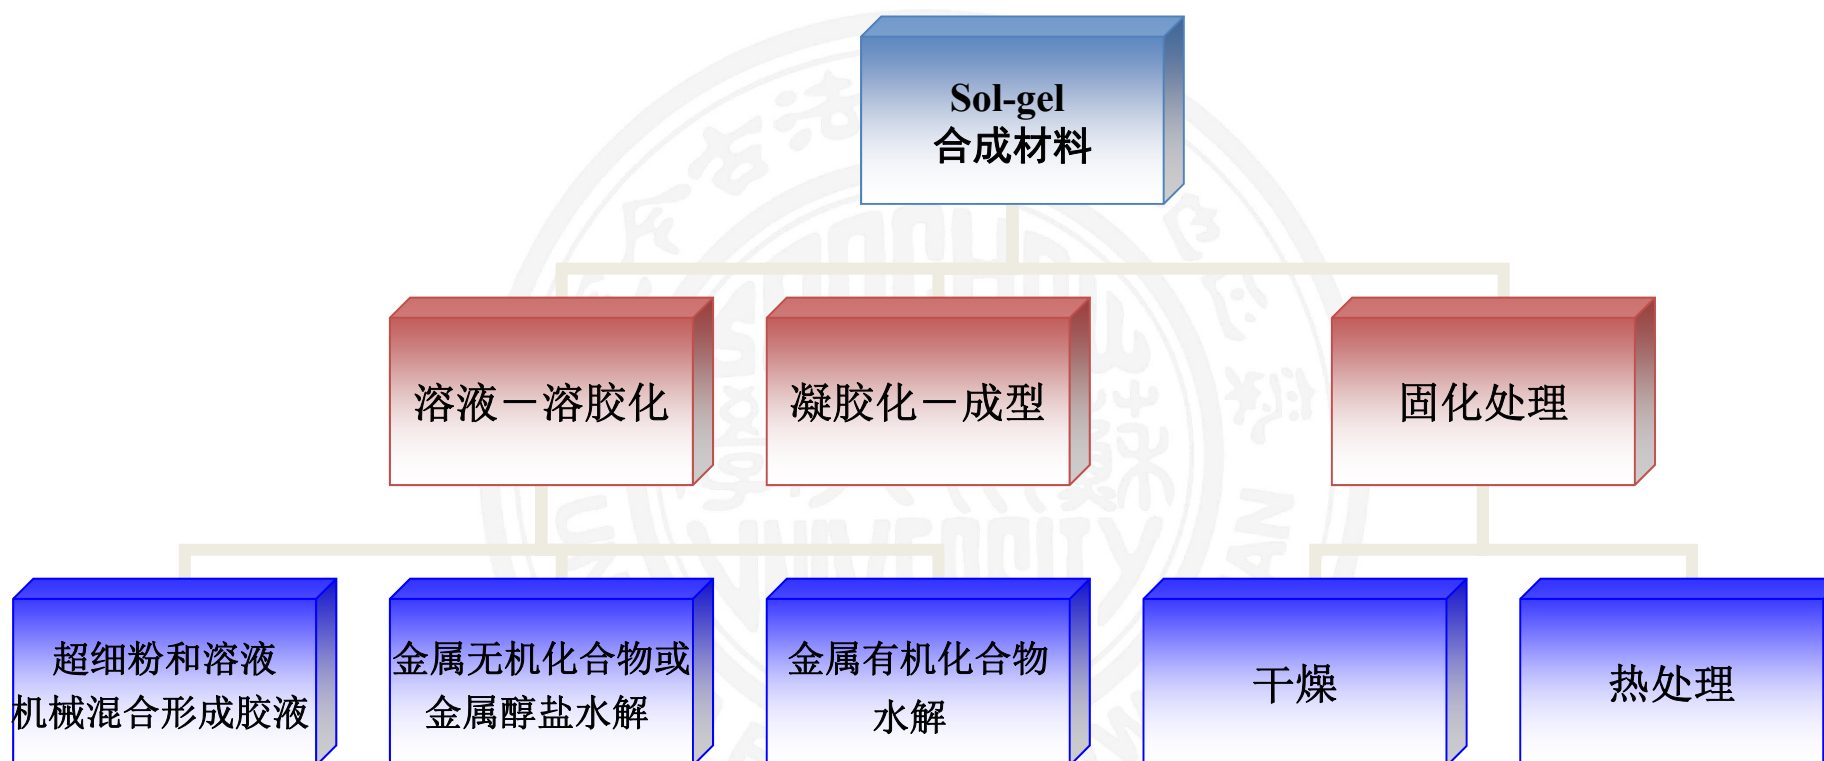 Sol-gel
合成材料
溶液－溶胶化
凝胶化－成型
固化处理
超细粉和溶液
机械混合形成胶液
金属无机化合物或
金属醇盐水解
金属有机化合物
水解
干燥
热处理
SOOCHOW
UNIVERSITY